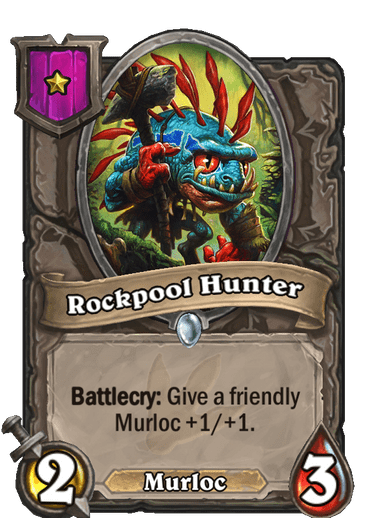 Rockpool Hunter
Battlecry: Give a friendly
Murloc +1/+1.
2
Murloc
3